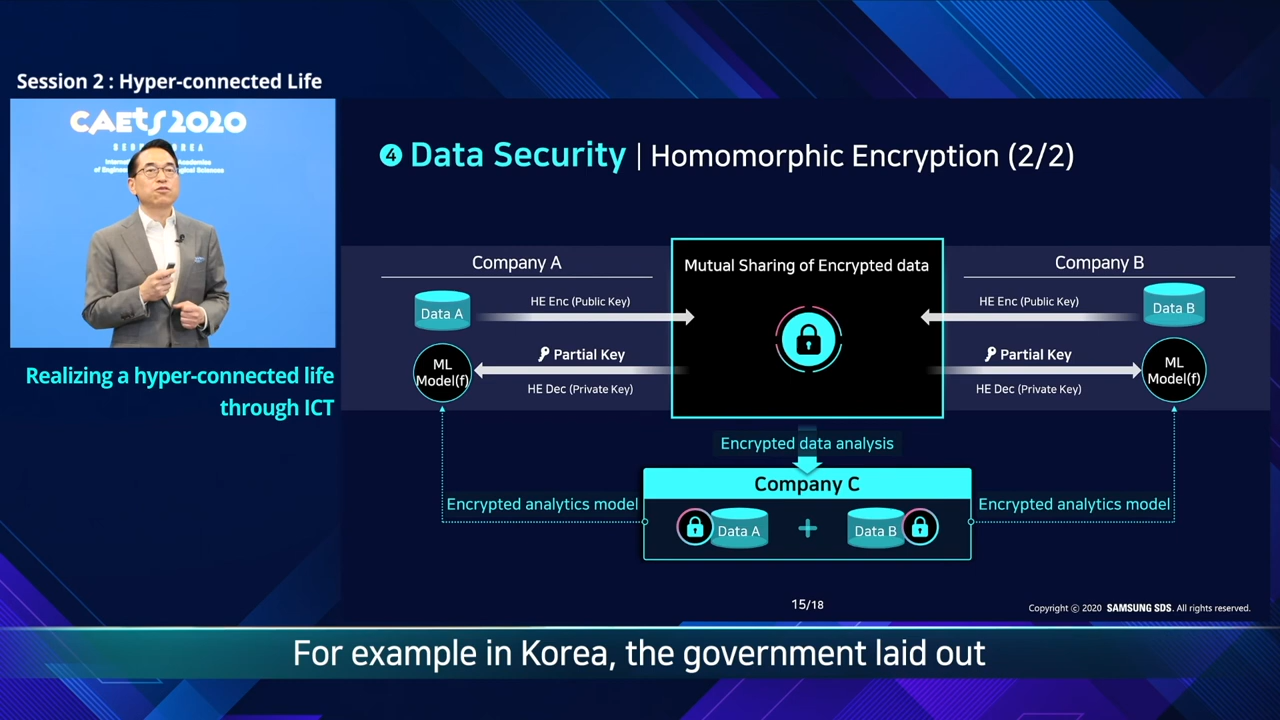 Session 2 : Hyper-connected Life
CAETS 2020
Realizing a hyper-connected life
through ICT
4 Data Security | Homomorphic Encryption (2/2)
Company A
Mutual Sharing of Encrypted data
Company B
Data A
HE Enc (Public Key)
HE Enc (Public Key)
Data B
ML
Model(f)
Partial Key
HE Dec (Private Key)
Partial Key
HE Dec (Private Key)
ML
Model(f)
Encrypted data analysis
Company C
Encrypted analytics model
Data A
+
Data B
Encrypted analytics model
15/18
Copyright ⓒ 2020 SAMSUNG SDS. All rights reserved.
For example in Korea, the government laid out